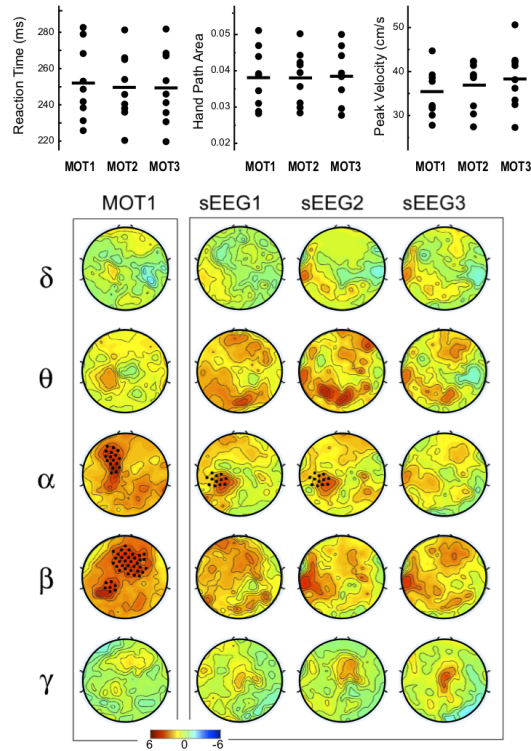 Reaction Time (ms)
280
260
240
220
MOT1 MOT2 MOT3
Hand Path Area
0.05
0.04
0.03
0.02
MOT1 MOT2 MOT3
Peak Velocity (cm/s
50
40
30
MOT1 MOT2 MOT3
MOT1 sEEG1 sEEG2 sEEG3
δ
θ
α
β
γ
6 0 -6